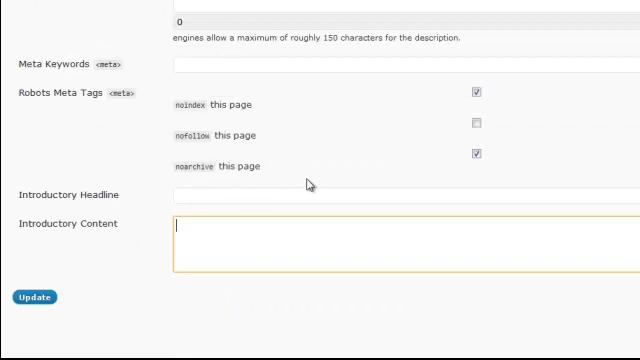 0
engines allow a maximum of roughly 150 characters for the description.
Meta Keywords <meta>
Robots Meta Tags <meta>
noindex this page
nofollow this page
noarchive this page
Introductory Headline
Introductory Content
Update